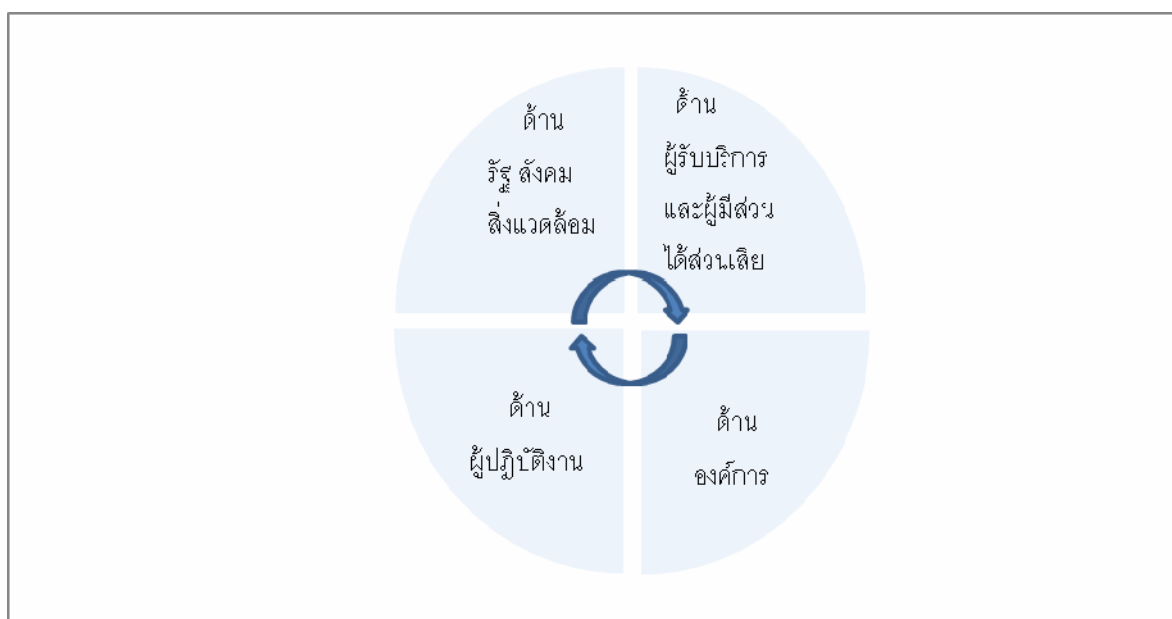 ด้าน
รัฐ สังคม
สิ่งแวดล้อม
ด้าน
ผู้รับบริการ
และผู้มีส่วน
ได้ส่วนเสีย
ด้าน
ผู้ปฏิบัติงาน
ด้าน
องค์การ